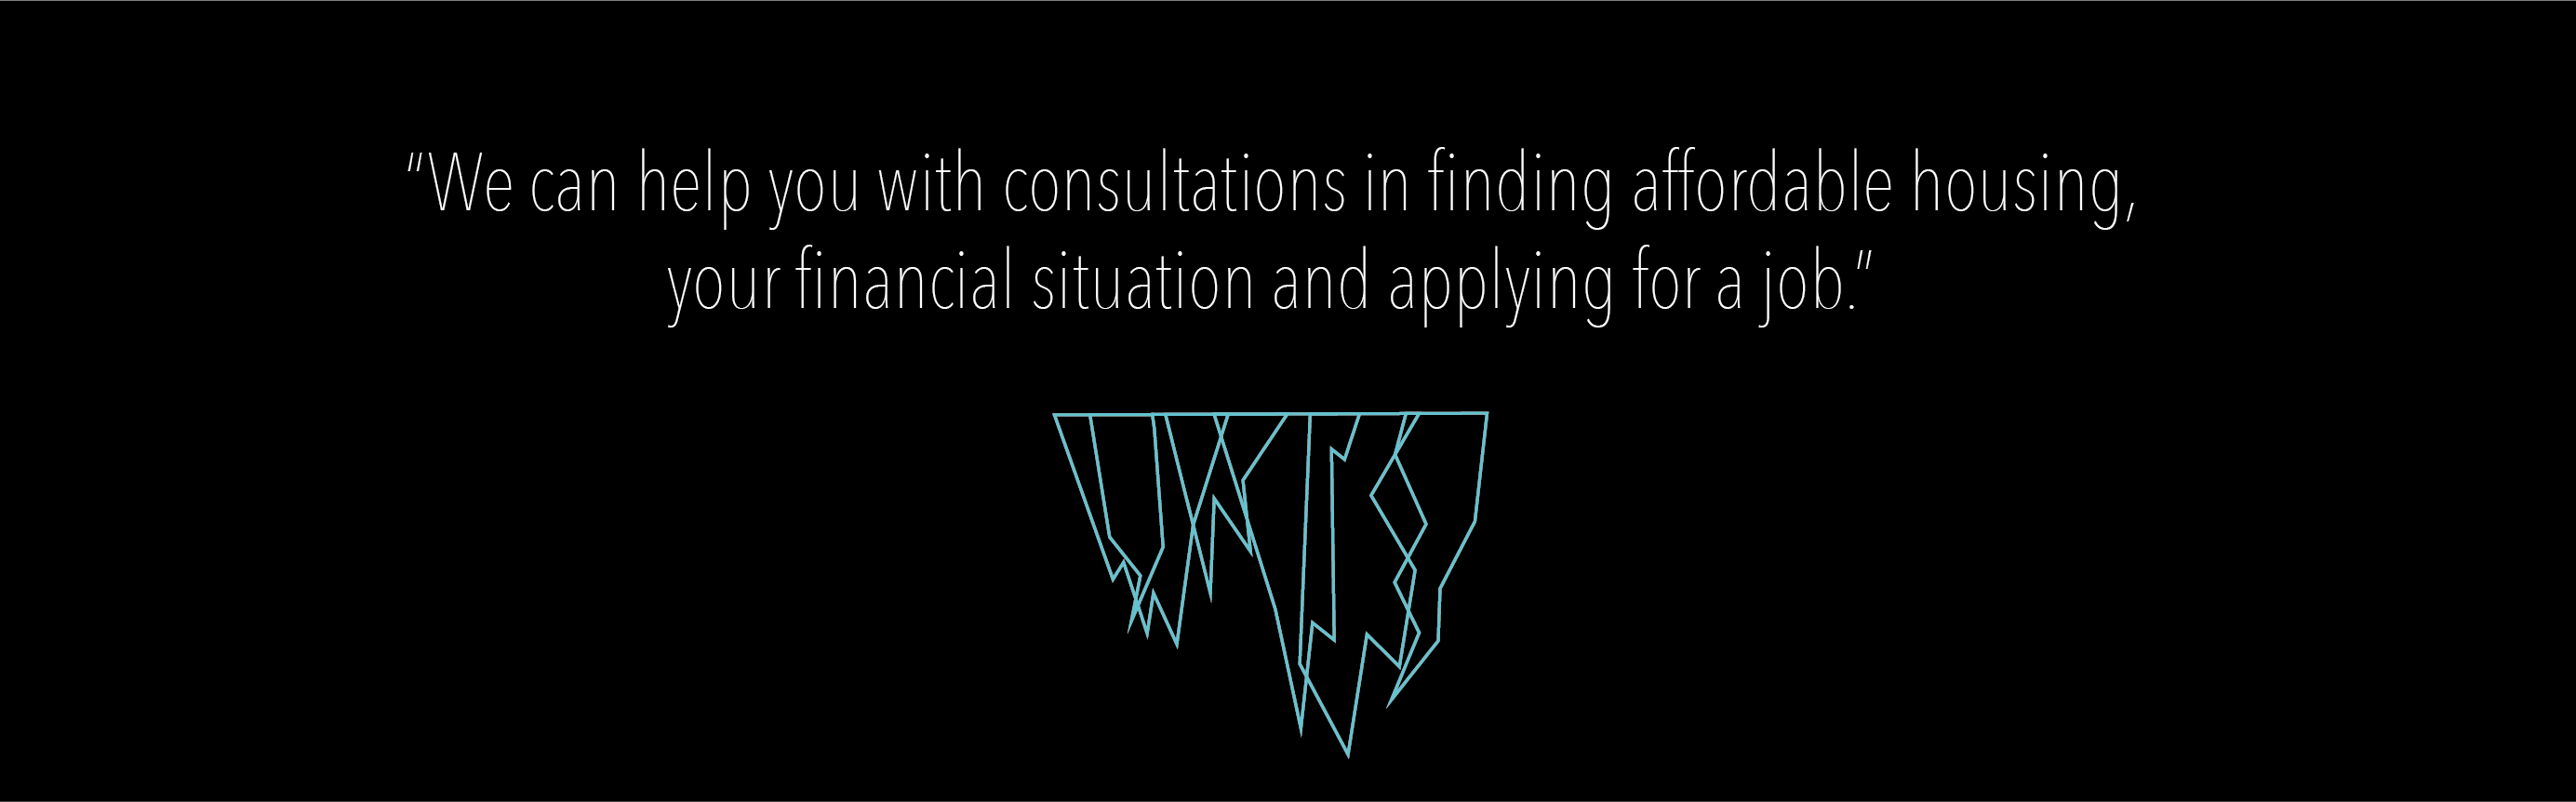 “We can help you with consultations in finding affordable housing,
your financial situation and applying for a job.”